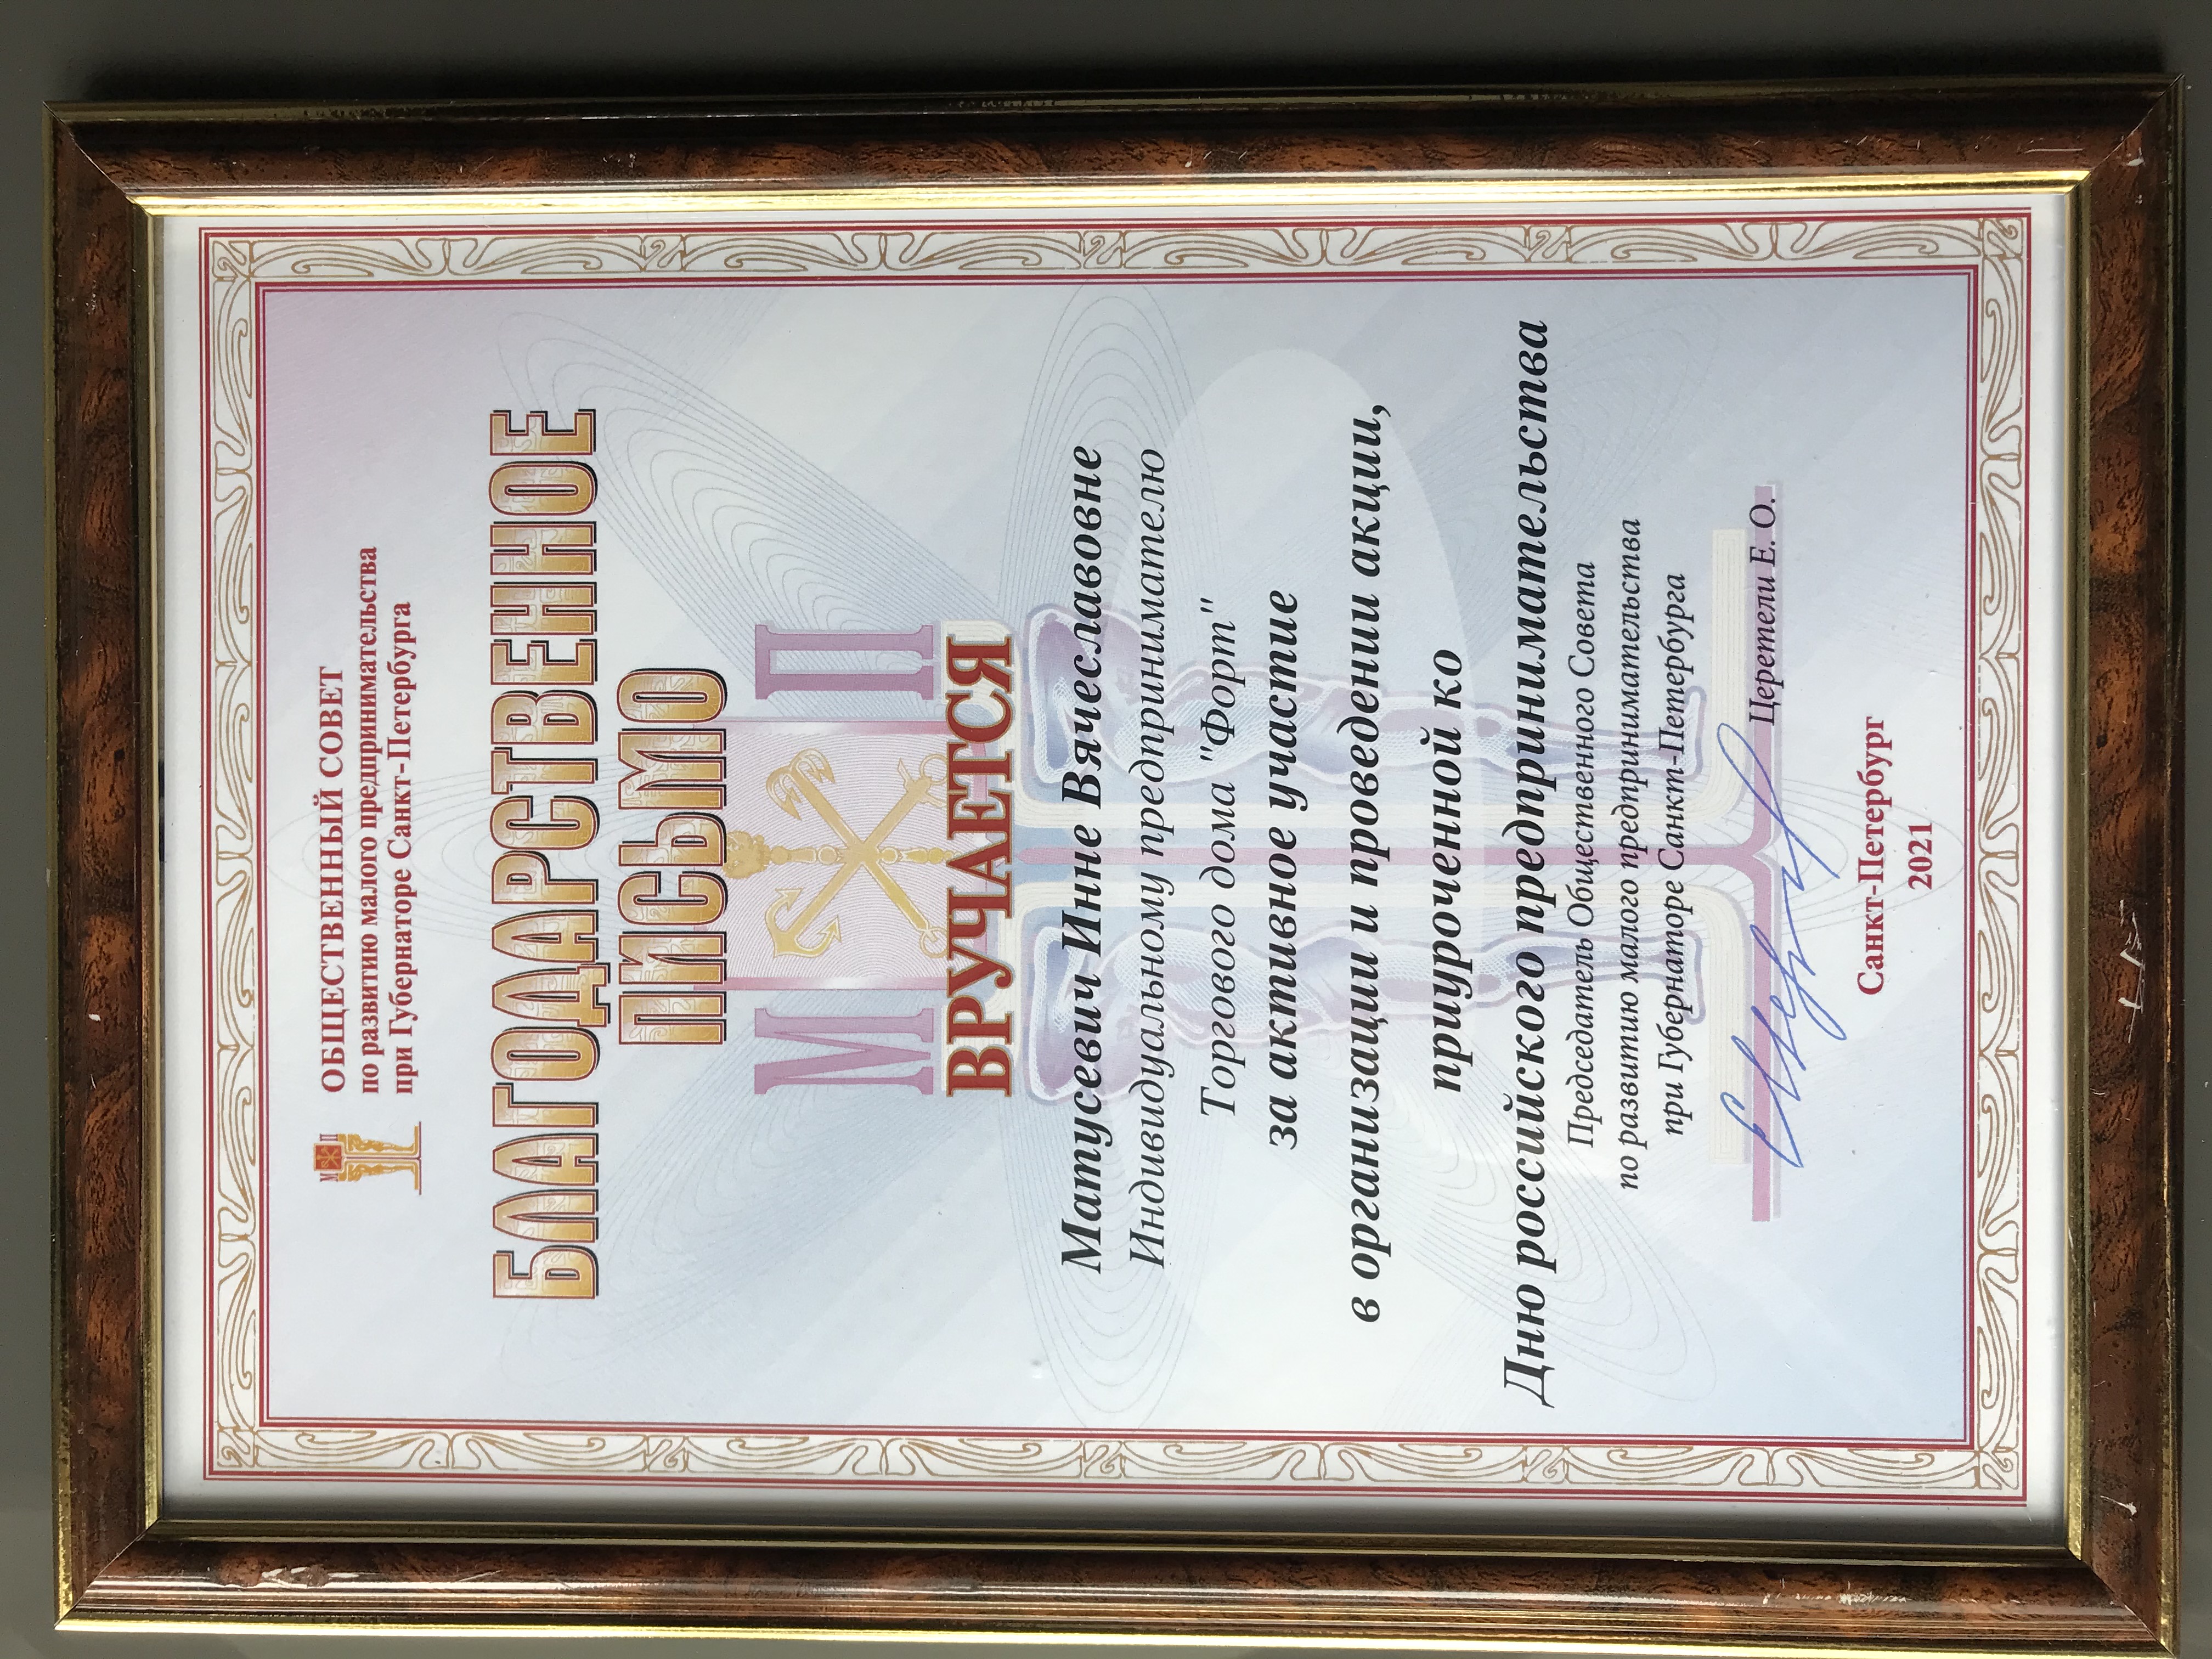 ОБЩЕСТВЕННЫЙ СОВЕТ
по развитию малого предпринимательства
при Губернаторе Санкт-Петербурга
М П
БЛАГОДАРСТВЕННОЕ
ПИСЬМО
М П
ВРУЧАЕТСЯ
Матусевич Инне Вячеславовне
Индивидуальному предпринимателю
Торгового дома "Форт"
за активное участие
в организации и проведении акции,
приуроченной ко
Дню российского предпринимательства
Председатель Общественного Совета
по развитию малого предпринимательства
при Губернаторе Санкт-Петербурга
Церетели Е. О.
Санкт-Петербург
2021